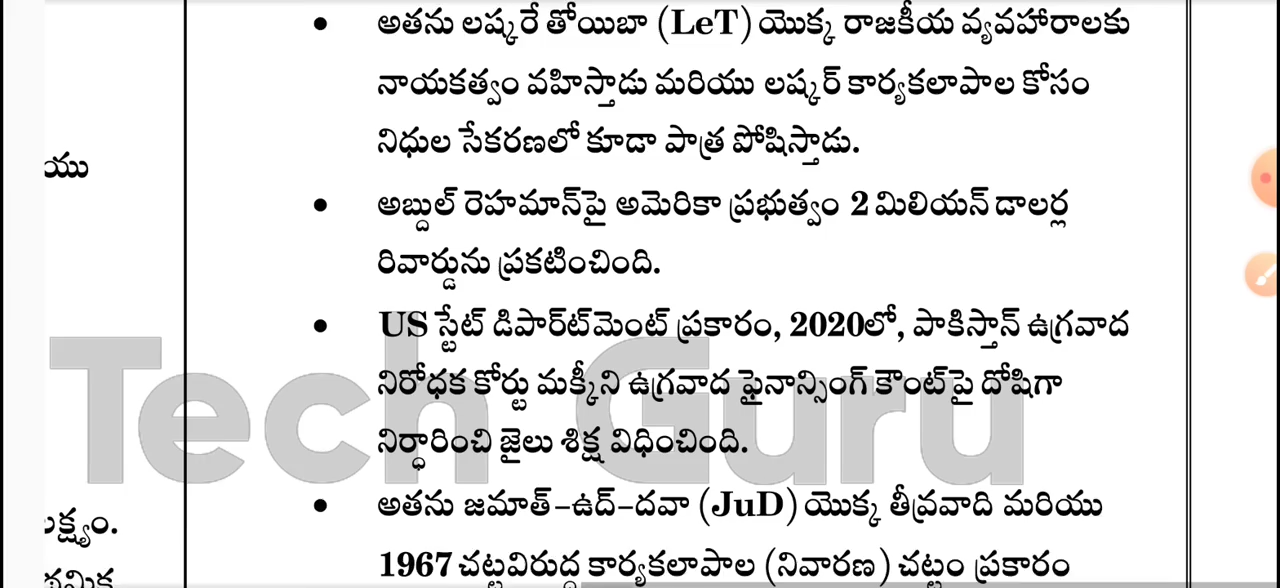 • అతను లష్కరే తోయిబా (LeT) యొక్క రాజకీయ వ్యవహారాలకు
నాయకత్వం వహిస్తాడు మరియు లష్కర్ కార్యకలాపాల కోసం
నిధుల సేకరణలో కూడా పాత్ర పోషిస్తాడు.
యు
• అబ్దుల్ రెహమాన్‌పై అమెరికా ప్రభుత్వం 2 మిలియన్ డాలర్ల
రివార్డును ప్రకటించింది.
• US స్టేట్ డిపార్ట్‌మెంట్ ప్రకారం, 2020లో, పాకిస్తాన్ ఉగ్రవాద
నిరోధక కోర్టు మక్కీని ఉగ్రవాద ఫైనాన్సింగ్ కౌంట్‌పై దోషిగా
నిర్ధారించి జైలు శిక్ష విధించింది.
Tech Guru
• అతను జమాత్-ఉద్-దవా (JuD) యొక్క తీవ్రవాది మరియు
1967 చట్టవిరుద్ధ కార్యకలాపాల (నివారణ) చట్టం ప్రకారం